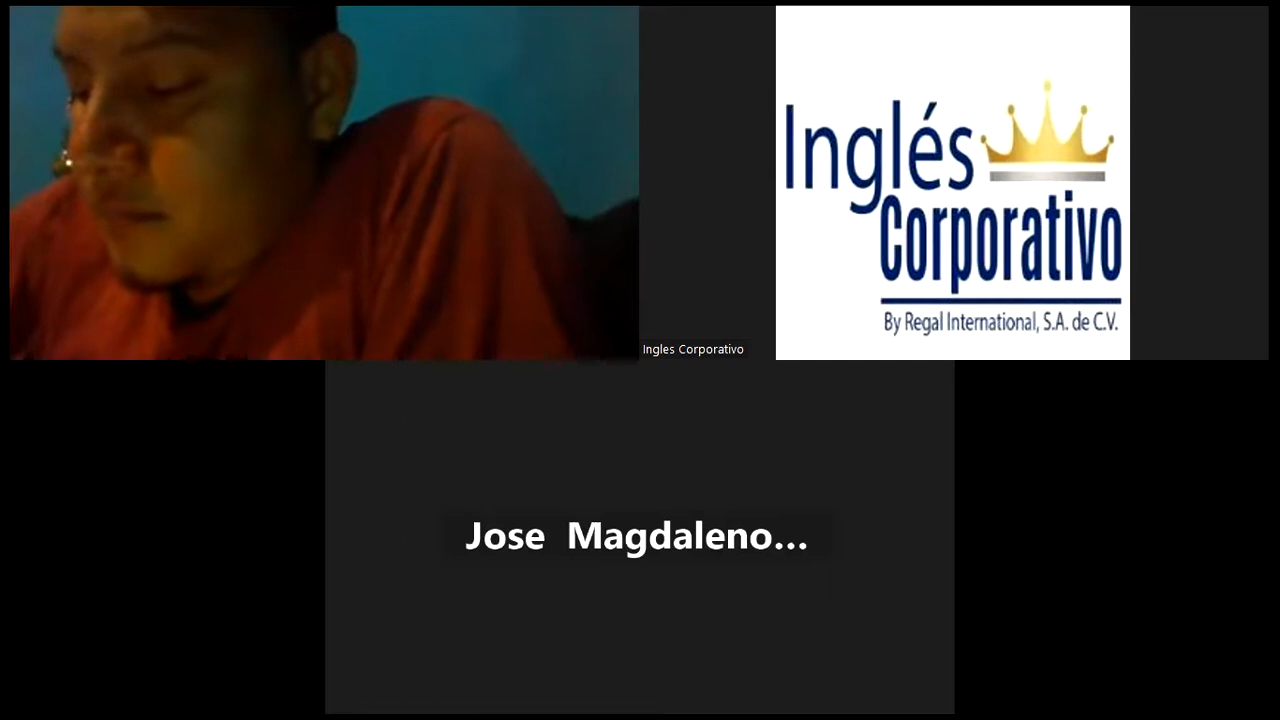 Inglés
Corporativo
By Regal International, S.A. de C.V.
Ingles Corporativo
Jose Magdaleno...